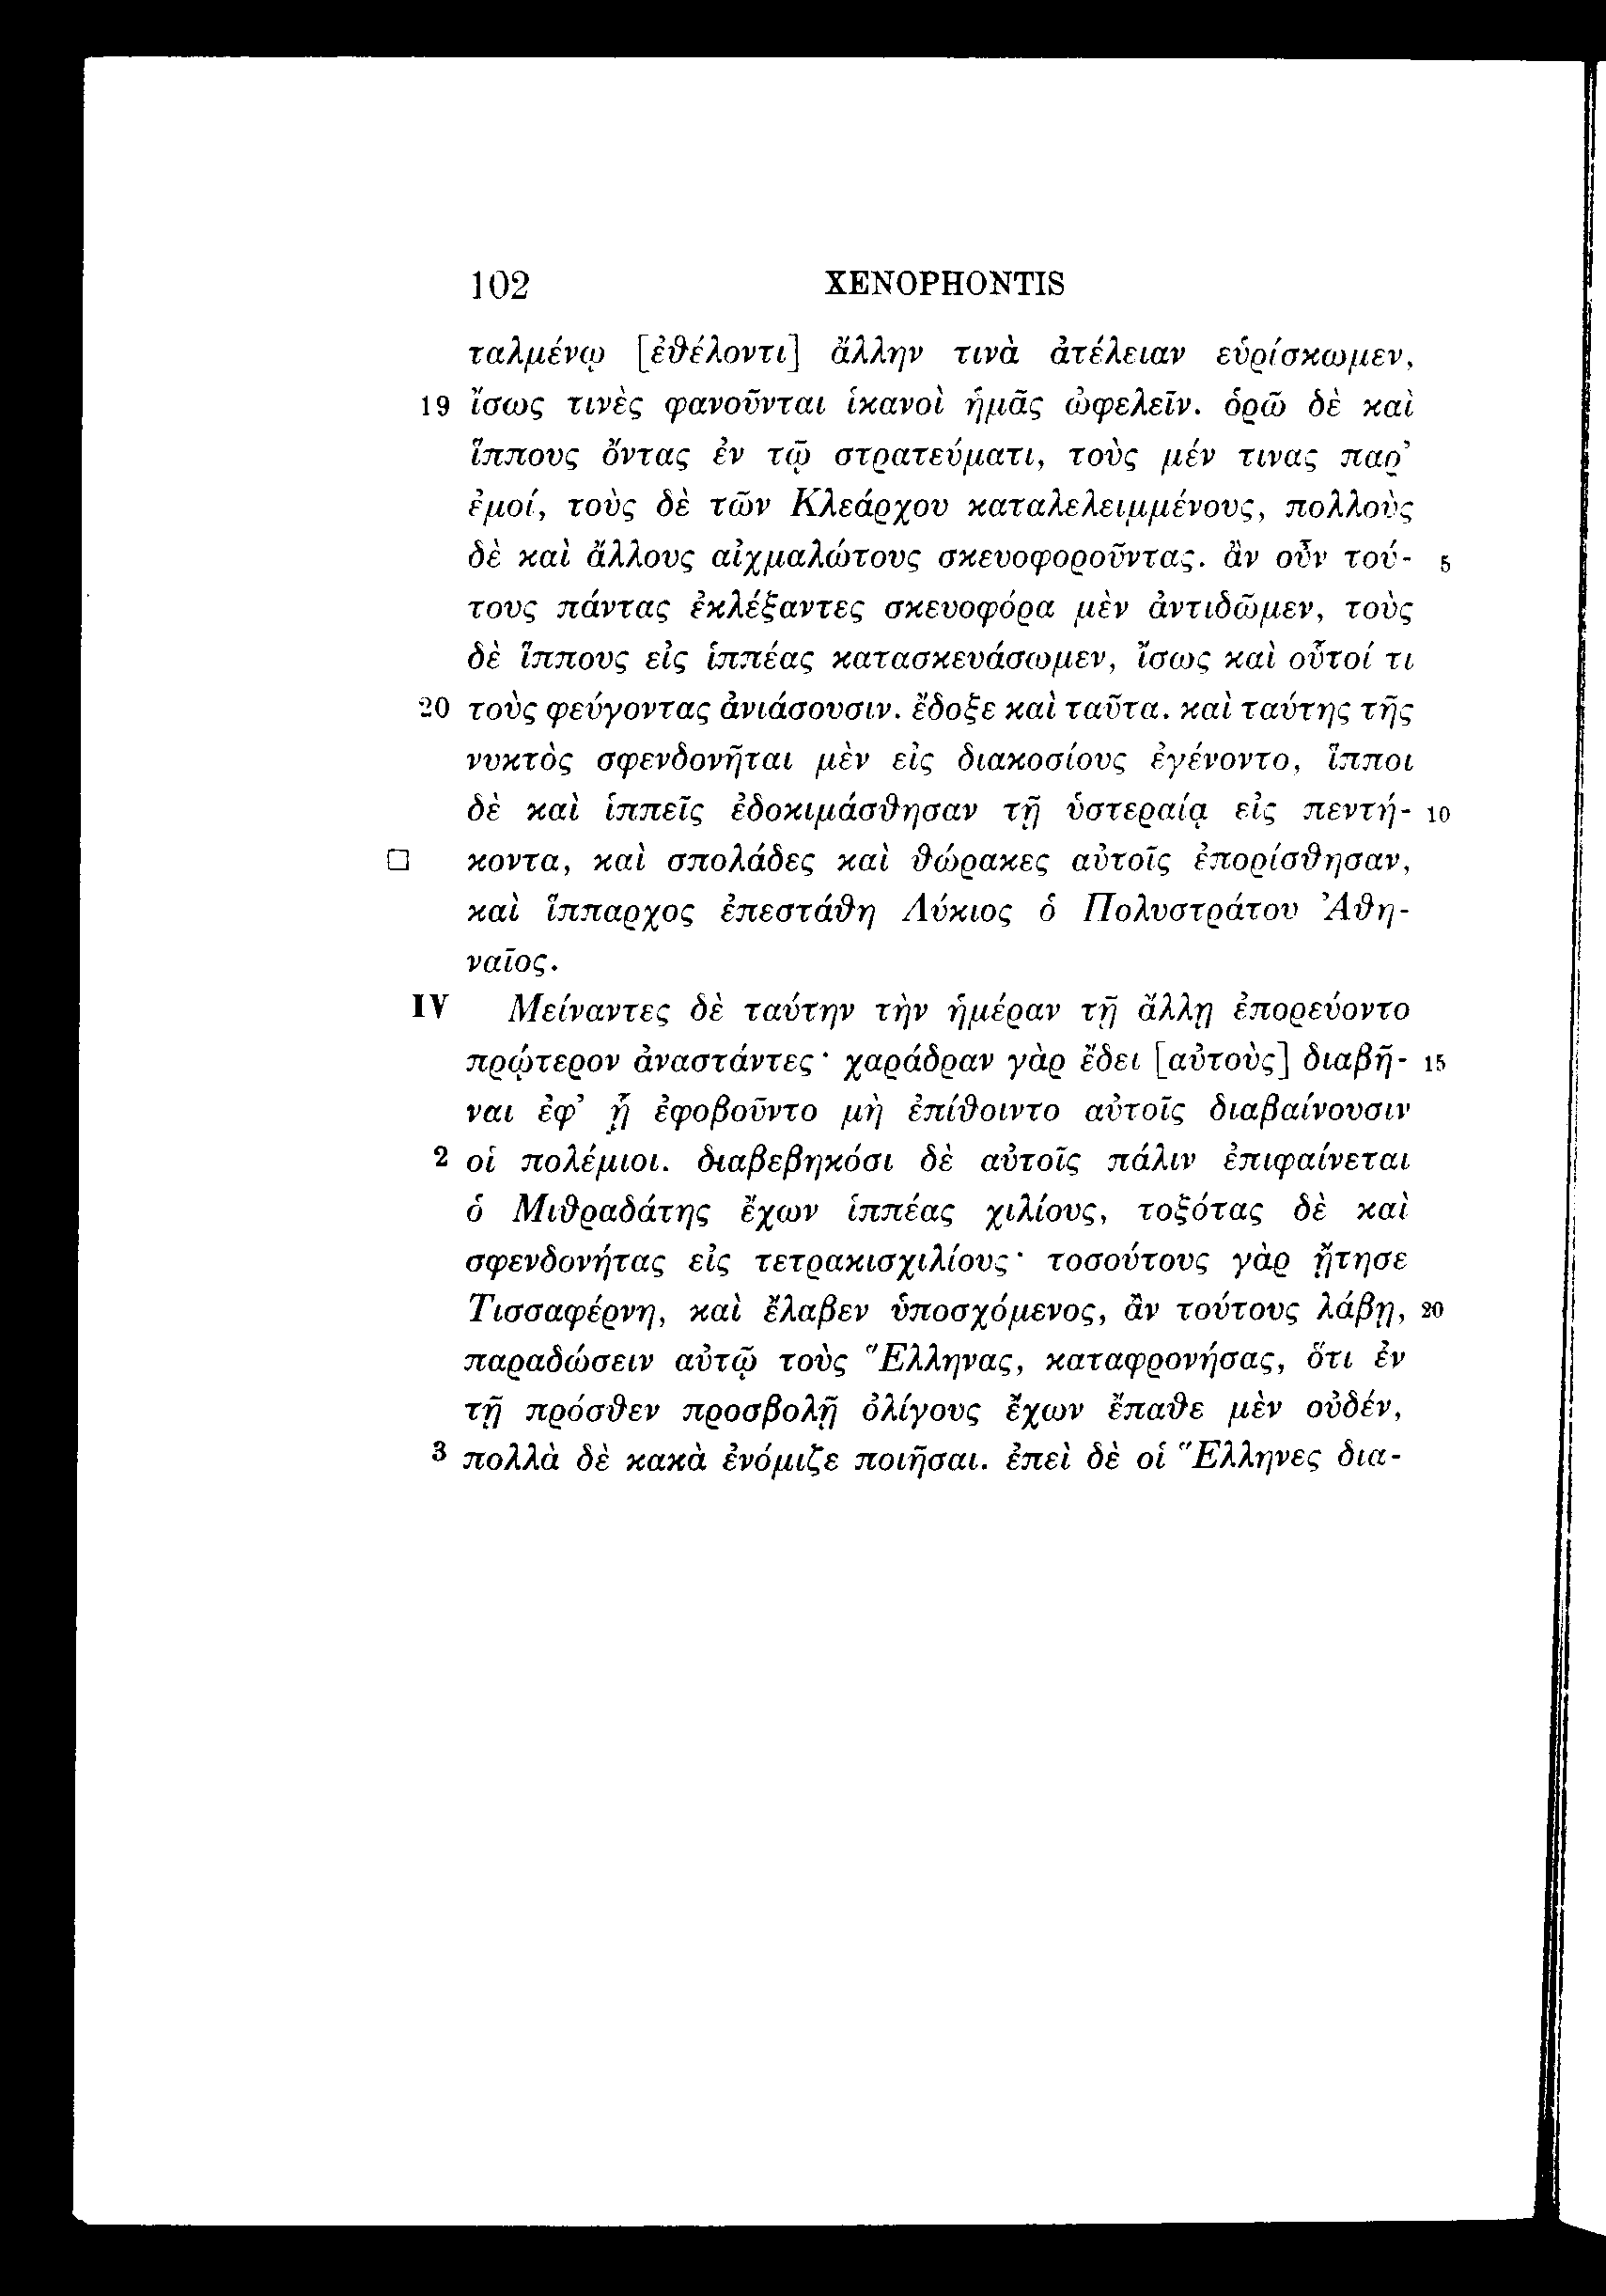 102 XENOPHONTIS
ταλμένῳ [ἐθέλοντι] ἄλλην τινὰ ἀτέλειαν εὑρίσκωμεν,
19 ἴσως τινὲς φανοῦνται ἱκανοὶ ἡμᾶς ὠφελεῖν. ὁρῶ δὲ καὶ
ἵππους ὄντας ἐν τῷ στρατεύματι, τοὺς μέν τινας παρ’
ἐμοί, τοὺς δὲ τῶν Κλεάρχου καταλελειμμένους, πολλοὺς
δὲ καὶ ἄλλους αἰχμαλώτους σκευοφοροῦντας. ἂν οὖν τού- 5
τους πάντας ἐκλέξαντες σκευοφόρα μὲν ἀντιδῶμεν, τοὺς
δὲ ἵππους εἰς ἱππέας κατασκευάσωμεν, ἴσως καὶ οὗτοί τι
20 τοὺς φεύγοντας ἀνιάσουσιν. ἔδοξε καὶ ταῦτα. καὶ ταύτης τῆς
νυκτὸς σφενδονῆται μὲν εἰς διακοσίους ἐγένοντο, ἵπποι
δὲ καὶ ἱππεῖς ἐδοκιμάσθησαν τῇ ὑστεραίᾳ εἰς πεντή- 10
□ κοντα, καὶ σπολάδες καὶ θώρακες αὐτοῖς ἐπορίσθησαν,
καὶ ἵππαρχος ἐπεστάθη Λύκιος ὁ Πολυστράτου Ἀθη-
ναῖος.
IV Μείναντες δὲ ταύτην τὴν ἡμέραν τῇ ἄλλῃ ἐπορεύοντο
πρῲτερον ἀναστάντες· χαράδραν γὰρ ἔδει [αὐτοὺς] διαβῆ- 15
ναι ἐφ’ ᾗ ἐφοβοῦντο μὴ ἐπίθοιντο αὐτοῖς διαβαίνουσιν
2 οἱ πολέμιοι. διαβεβηκόσι δὲ αὐτοῖς πάλιν ἐπιφαίνεται
ὁ Μιθραδάτης ἔχων ἱππέας χιλίους, τοξότας δὲ καὶ
σφενδονήτας εἰς τετρακισχιλίους· τοσούτους γὰρ ᾔτησε
Τισσαφέρνη, καὶ ἔλαβεν ὑποσχόμενος, ἂν τούτους λάβῃ, 20
παραδώσειν αὐτῷ τοὺς Ἕλληνας, καταφρονήσας, ὅτι ἐν
τῇ πρόσθεν προσβολῇ ὀλίγους ἔχων ἔπαθε μὲν οὐδέν,
3 πολλὰ δὲ κακὰ ἐνόμιζε ποιῆσαι. ἐπεὶ δὲ οἱ Ἕλληνες δια-